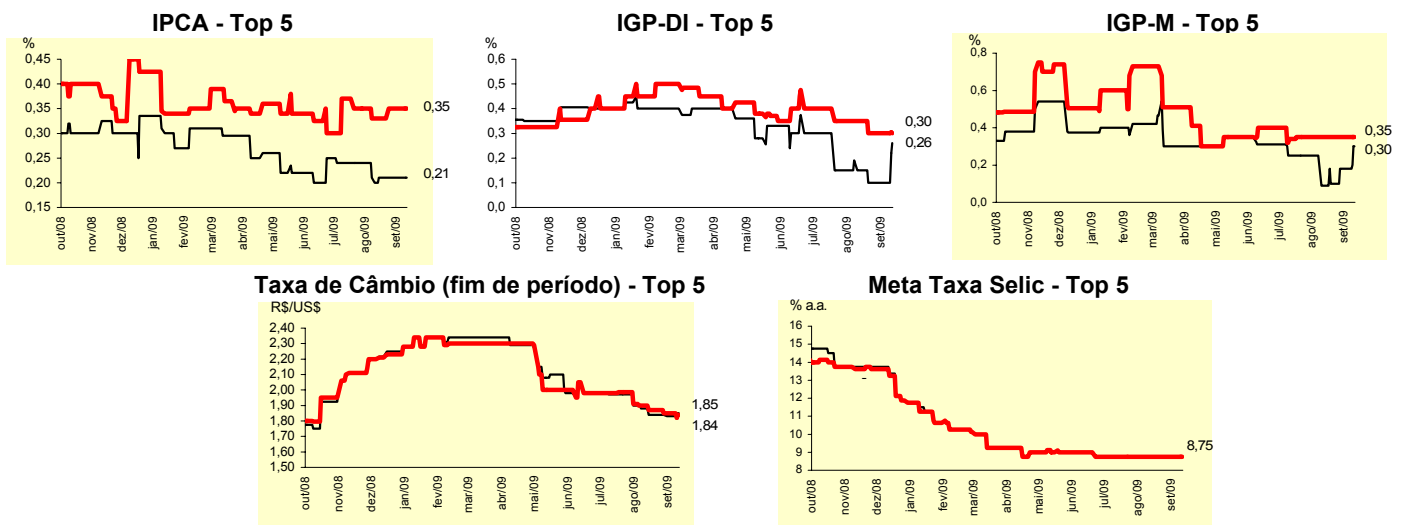 IPCA - Top 5
%
0,45
0,40
0,35
0,30
0,25
0,20
0,15
0,35
0,21
out/08
nov/08
dez/08
jan/09
fev/09
mar/09
abr/09
mai/09
jun/09
jul/09
ago/09
set/09
IGP-DI - Top 5
%
0,6
0,5
0,4
0,3
0,2
0,1
0,0
0,30
0,26
out/08
nov/08
dez/08
jan/09
fev/09
mar/09
abr/09
mai/09
jun/09
jul/09
ago/09
set/09
IGP-M - Top 5
%
0,8
0,6
0,4
0,2
0,0
0,35
0,30
out/08
nov/08
dez/08
jan/09
fev/09
mar/09
abr/09
mai/09
jun/09
jul/09
ago/09
set/09
Taxa de Câmbio (fim de período) - Top 5
R$/US$
2,40
2,30
2,20
2,10
2,00
1,90
1,80
1,70
1,60
1,50
1,85
1,84
out/08
nov/08
dez/08
jan/09
fev/09
mar/09
abr/09
mai/09
jun/09
jul/09
ago/09
set/09
Meta Taxa Selic - Top 5
% a.a.
16
15
14
13
12
11
10
9
8
8,75
out/08
nov/08
dez/08
jan/09
fev/09
mar/09
abr/09
mai/09
jun/09
jul/09
ago/09
set/09